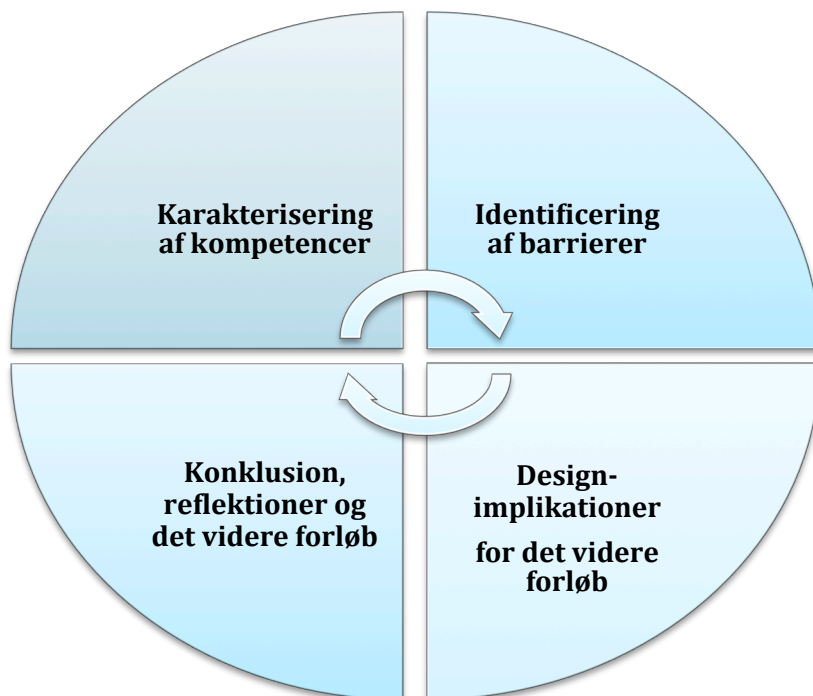 Karakterisering
af kompetencer
Identificering
af barrierer
Konklusion,
reflektioner og
det videre forløb
Design-
implikationer
for det videre
forløb